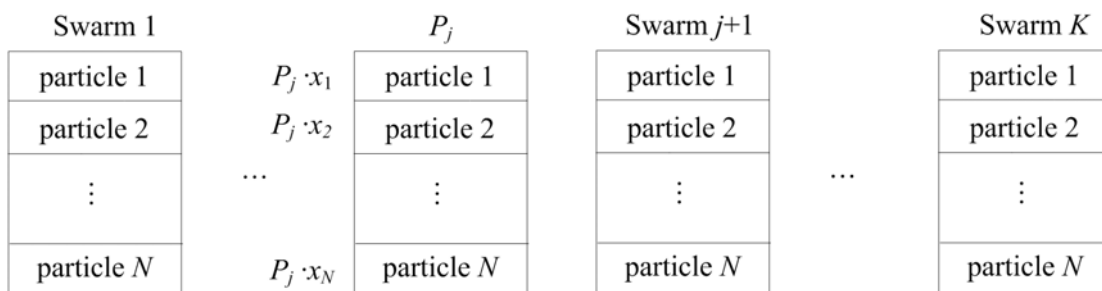 Swarm 1 P_j Swarm j+1 Swarm K
particle 1 P_j ·x_1 particle 1 particle 1 particle 1
particle 2 P_j ·x_2 particle 2 particle 2 particle 2
⋮ ... ⋮ ⋮ ... ⋮
particle N P_j ·x_N particle N particle N particle N